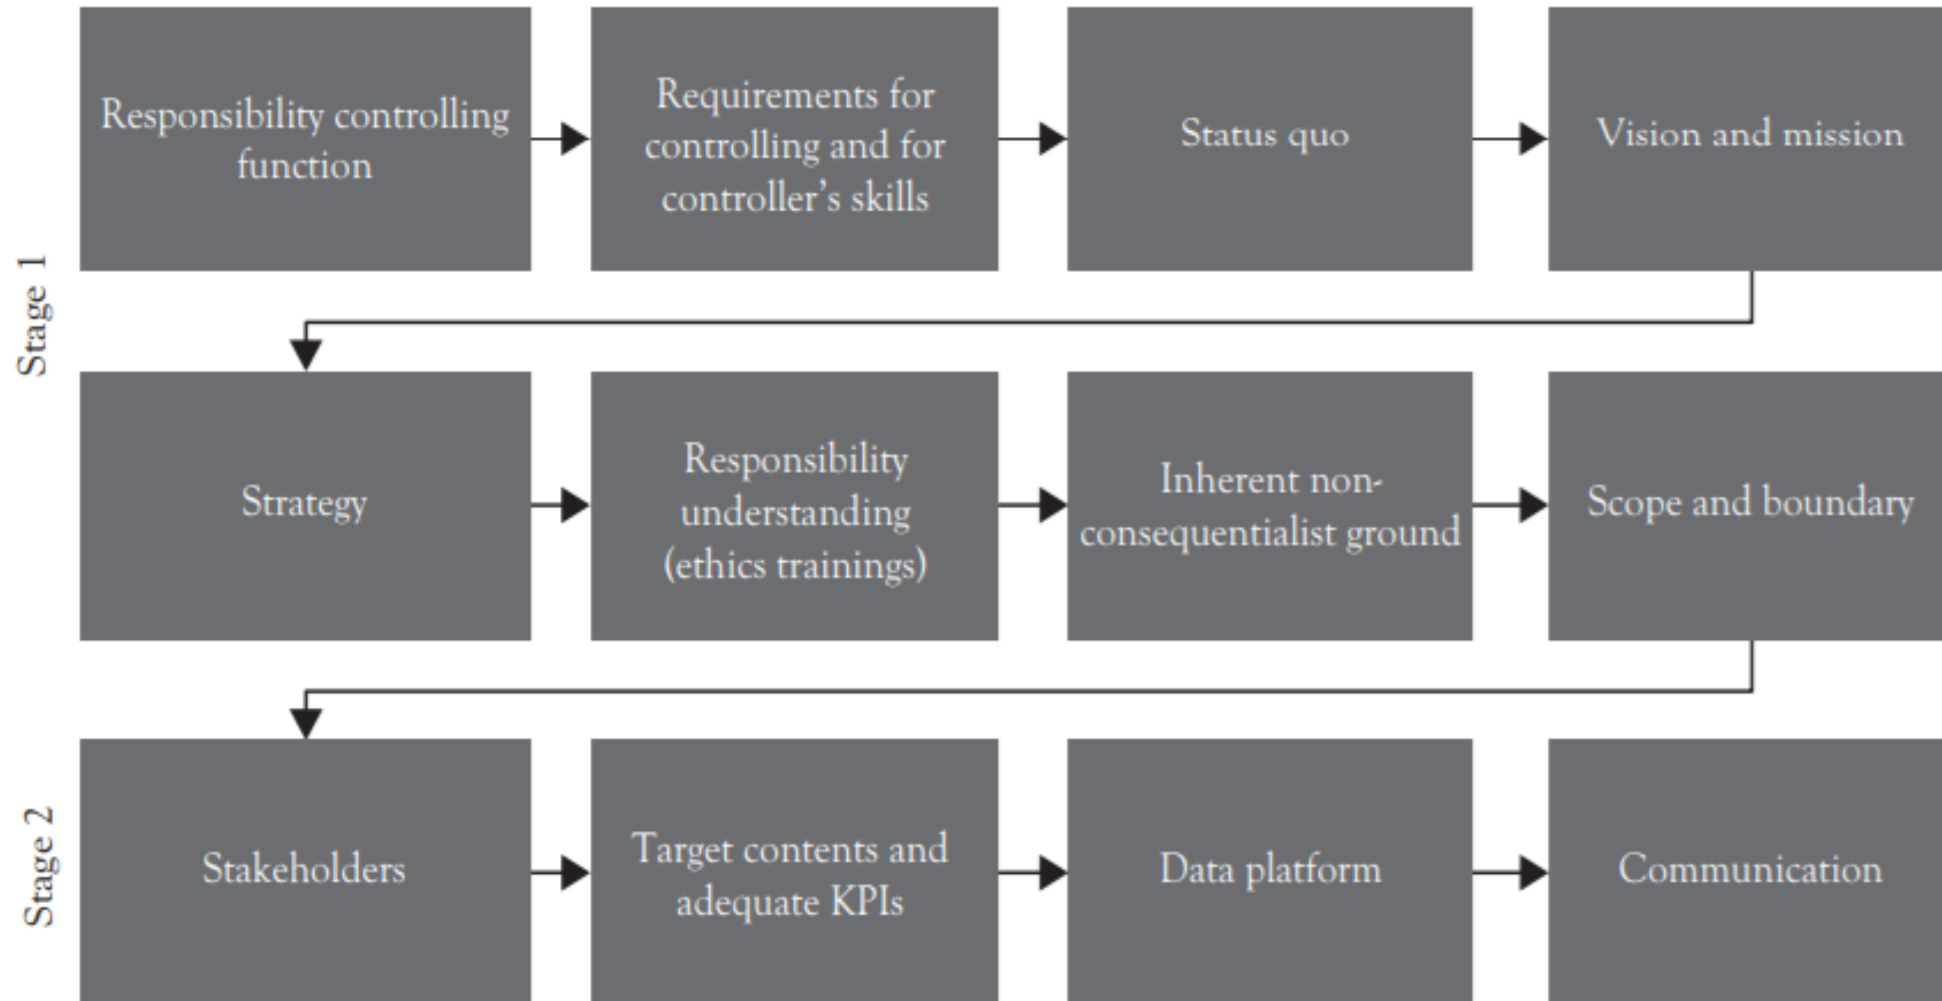 Stage 1
Responsibility controlling
function
Requirements for
controlling and for
controller’s skills
Status quo
Vision and mission
Strategy
Responsibility
understanding
(ethics trainings)
Inherent non-
consequentialist ground
Scope and boundary
Stage 2
Stakeholders
Target contents and
adequate KPIs
Data platform
Communication